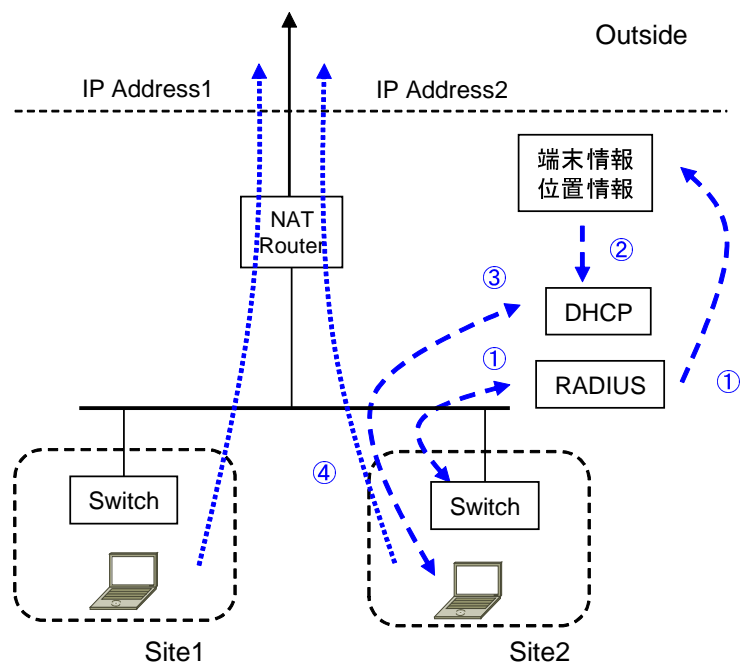 Outside
IP Address1
IP Address2
端末情報
位置情報
NAT
Router
②
③
DHCP
①
RADIUS
①
④
Switch
Switch
Site1
Site2